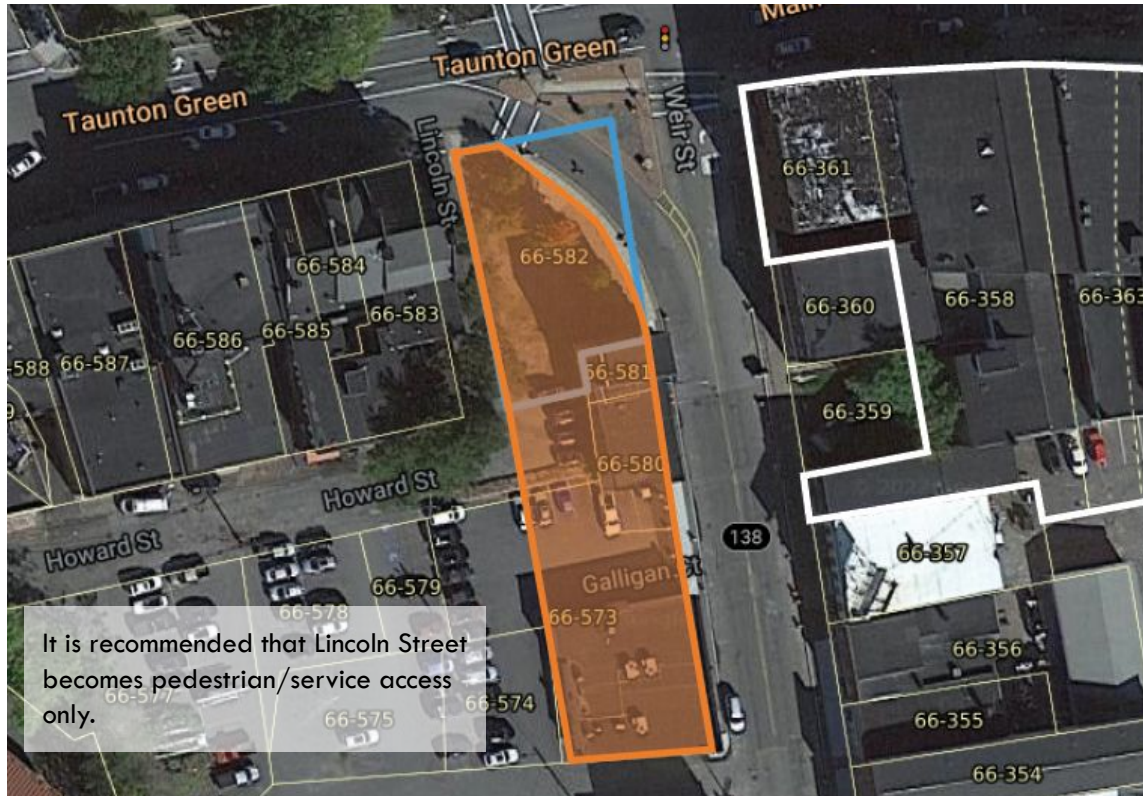 Main
Taunton Green
Taunton Green
Weir St
Lincoln St
66-361
66-582
66-584
66-360
66-358
66-363
66-583
66-586
66-585
-588
66-587
66-581
66-359
66-580
Howard St
Howard St
138
66-357
Galligan St
66-579
66-578
66-573
It is recommended that Lincoln Street
becomes pedestrian/service access
only.
66-577
66-575
66-574
66-356
66-355
66-354